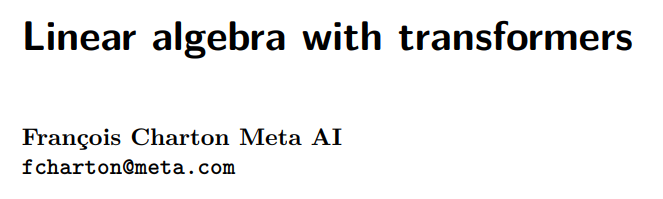 Linear algebra with transformers
François Charton Meta AI
fcharton@meta.com